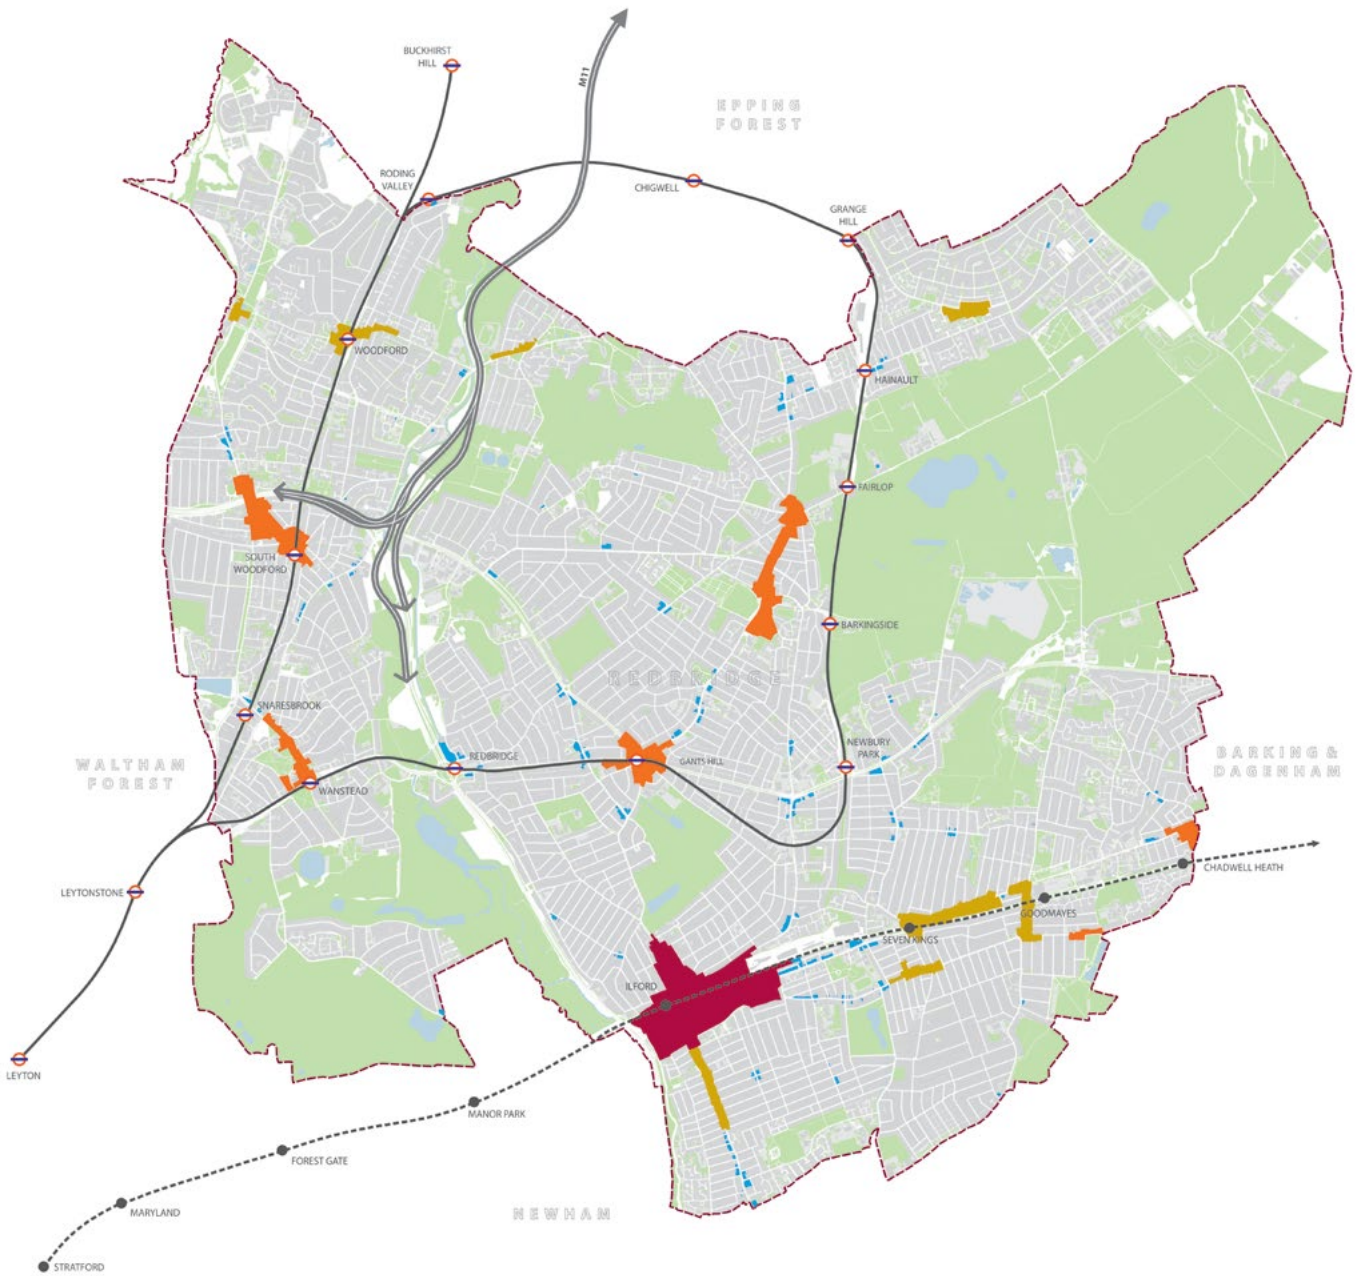 BUCKHIRST
HILL
M11
EPPING
FOREST
RODING
VALLEY
CHIGWELL
GRANGE
HILL
WOODFORD
HAINAULT
FAIRLOP
SOUTH
WOODFORD
BARKINGSIDE
REDBRIDGE
SNARESBROOK
WALTHAM
FOREST
REDBRIDGE
GANTS HILL
NEWBURY
PARK
BARKING &
DAGENHAM
WANSTEAD
CHADWELL HEATH
LEYTONSTONE
GOODMAYES
SEVEN KINGS
ILFORD
LEYTON
MANOR PARK
FOREST GATE
MARYLAND
NEWHAM
STRATFORD